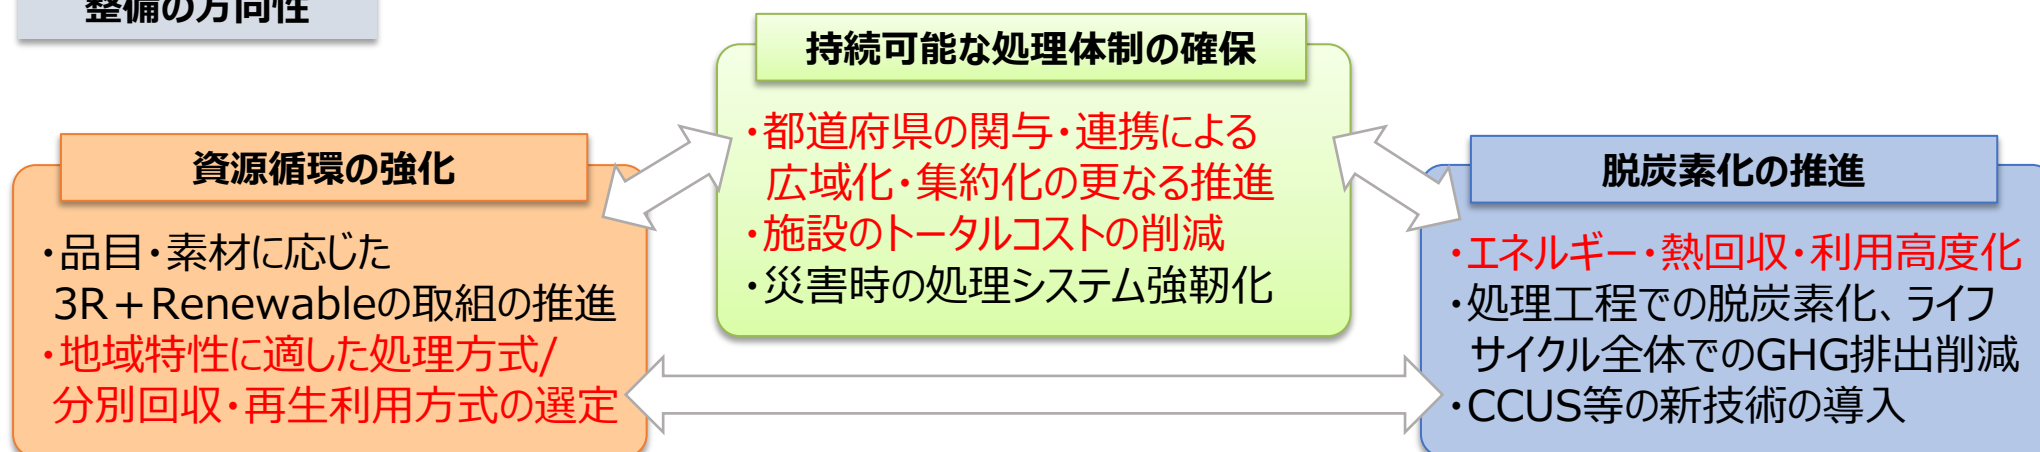 整備の方向性
持続可能な処理体制の確保
・都道府県の関与・連携による
広域化・集約化の更なる推進
・施設のトータルコストの削減
・災害時の処理システム強靭化
資源循環の強化
・品目・素材に応じた
3R＋Renewableの取組の推進
・地域特性に適した処理方式/
分別回収・再生利用方式の選定
脱炭素化の推進
・エネルギー・熱回収・利用高度化
・処理工程での脱炭素化、ライフ
サイクル全体でのGHG排出削減
・CCUS等の新技術の導入